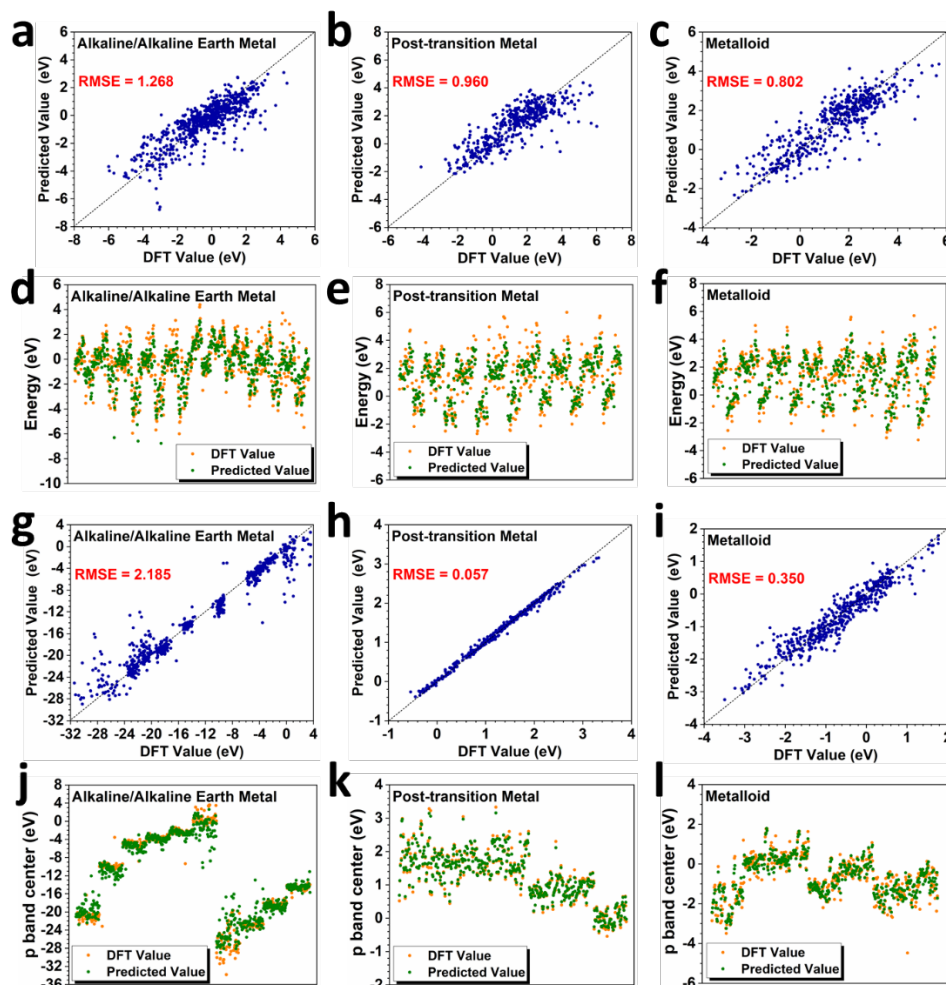 a
Alkaline/Alkaline Earth Metal
RMSE = 1.268
Predicted Value (eV)
6
4
2
0
-2
-4
-6
-8
-8 -6 -4 -2 0 2 4 6
DFT Value (eV)
b
Post-transition Metal
RMSE = 0.960
Predicted Value (eV)
8
6
4
2
0
-2
-4
-6
-6 -4 -2 0 2 4 6 8
DFT Value (eV)
c
Metalloid
RMSE = 0.802
Predicted Value (eV)
6
4
2
0
-2
-4
-4 -2 0 2 4 6
DFT Value (eV)
d
Alkaline/Alkaline Earth Metal
Energy (eV)
6
4
2
0
-2
-4
-6
-8
-10
DFT Value
Predicted Value
e
Post-transition Metal
Energy (eV)
8
6
4
2
0
-2
-4
-6
DFT Value
Predicted Value
f
Metalloid
Energy (eV)
8
6
4
2
0
-2
-4
-6
DFT Value
Predicted Value
g
Alkaline/Alkaline Earth Metal
RMSE = 2.185
Predicted Value (eV)
4
0
-4
-8
-12
-16
-20
-24
-28
-32
-32 -28 -24 -20 -16 -12 -8 -4 0 4
DFT Value (eV)
h
Post-transition Metal
RMSE = 0.057
Predicted Value (eV)
4
3
2
1
0
-1
-1 0 1 2 3 4
DFT Value (eV)
i
Metalloid
RMSE = 0.350
Predicted Value (eV)
2
1
0
-1
-2
-3
-4
-4 -3 -2 -1 0 1 2
DFT Value (eV)
j
Alkaline/Alkaline Earth Metal
p band center (eV)
8
4
0
-4
-8
-12
-16
-20
-24
-28
-32
-36
DFT Value
Predicted Value
k
Post-transition Metal
p band center (eV)
4
3
2
1
0
-1
-2
DFT Value
Predicted Value
l
Metalloid
p band center (eV)
4
2
0
-2
-4
-6
DFT Value
Predicted Value